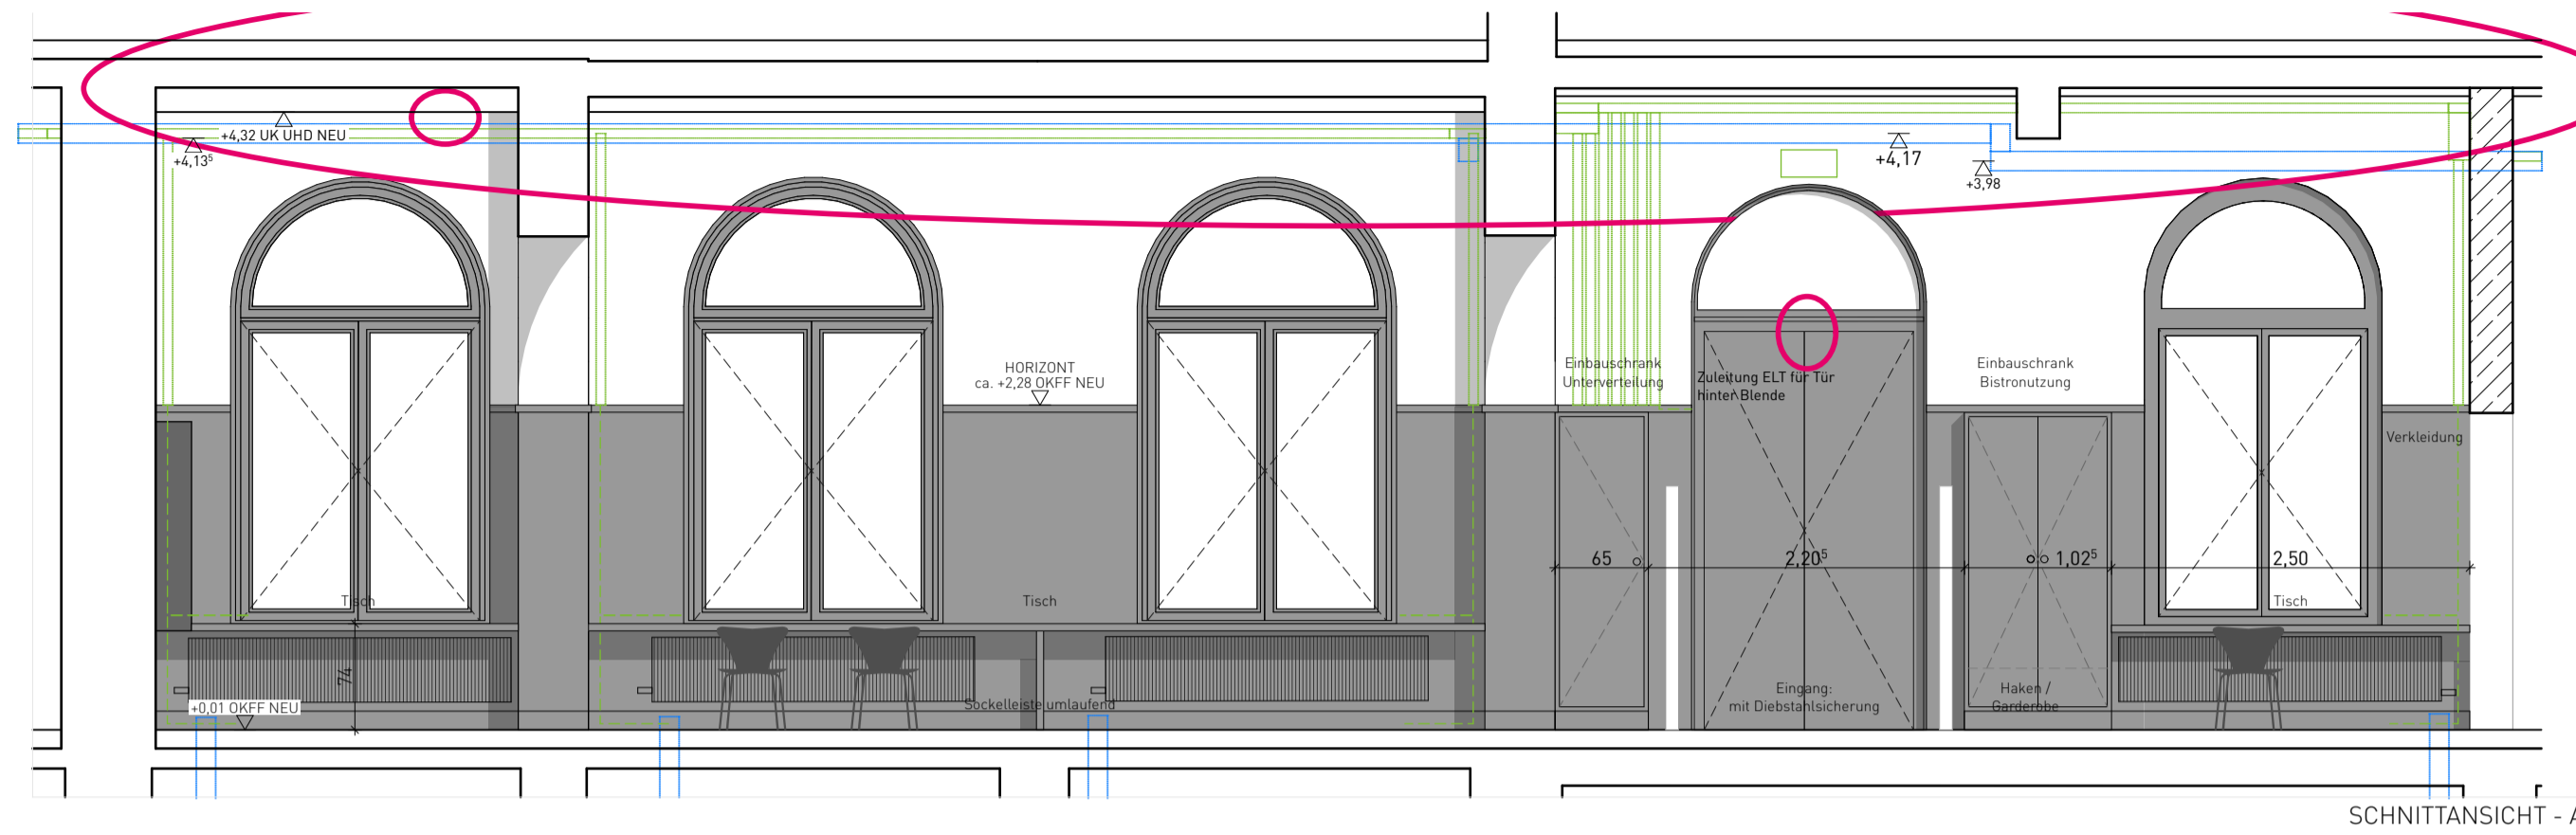 +4,32 UK UHD NEU
+4,13⁵
+4,17
+3,98
HORIZONT
ca. +2,28 OKFF NEU
Einbauschrank
Unterverteilung
Zuleitung ELT für Tür
hinter Blende
Einbauschrank
Bistronutzung
Verkleidung
65
2,20⁵
1,02⁵
2,50
Tisch
Tisch
Tisch
74
+0,01 OKFF NEU
Sockelleiste umlaufend
Eingang:
mit Diebstahlsicherung
Haken /
Garderobe
SCHNITTANSICHT - A